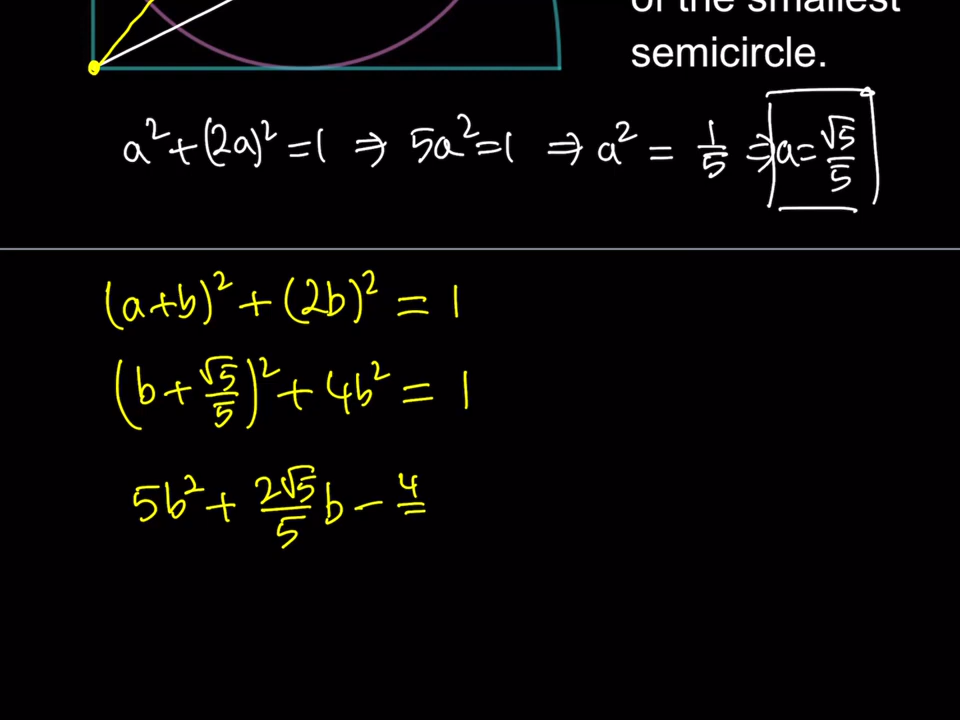 of the smallest
semicircle.
a² + (2a)² = 1 ⇒ 5a² = 1 ⇒ a² = 1/5 ⇒ a = √5/5
(a+b)² + (2b)² = 1
(b + √5/5)² + 4b² = 1
5b² + 2√5/5 b - 4